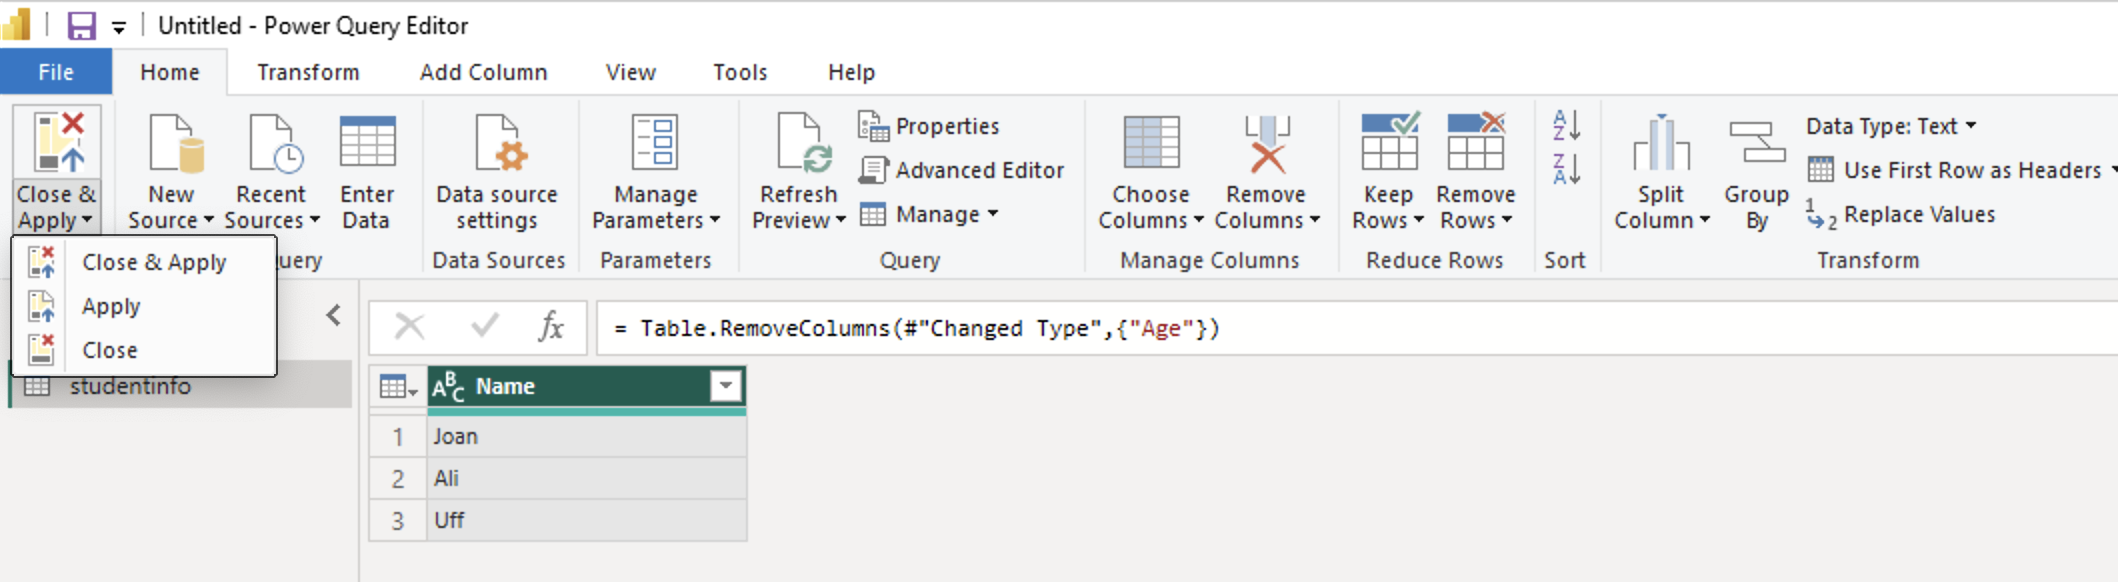 Untitled - Power Query Editor
File Home Transform Add Column View Tools Help
Close & Apply
New Source
Recent Sources
Enter Data
Data source settings
Manage Parameters
Refresh Preview
Properties
Advanced Editor
Manage
Choose Columns
Remove Columns
Keep Rows
Remove Rows
A
Z
Z
A
Split Column
Group By
Data Type: Text
Use First Row as Headers
1
2
Replace Values
uery
Data Sources
Parameters
Query
Manage Columns
Reduce Rows
Sort
Transform
Close & Apply
Apply
Close
studentinfo
fx
= Table.RemoveColumns(#"Changed Type",{"Age"})
ABC Name
1 Joan
2 Ali
3 Uff